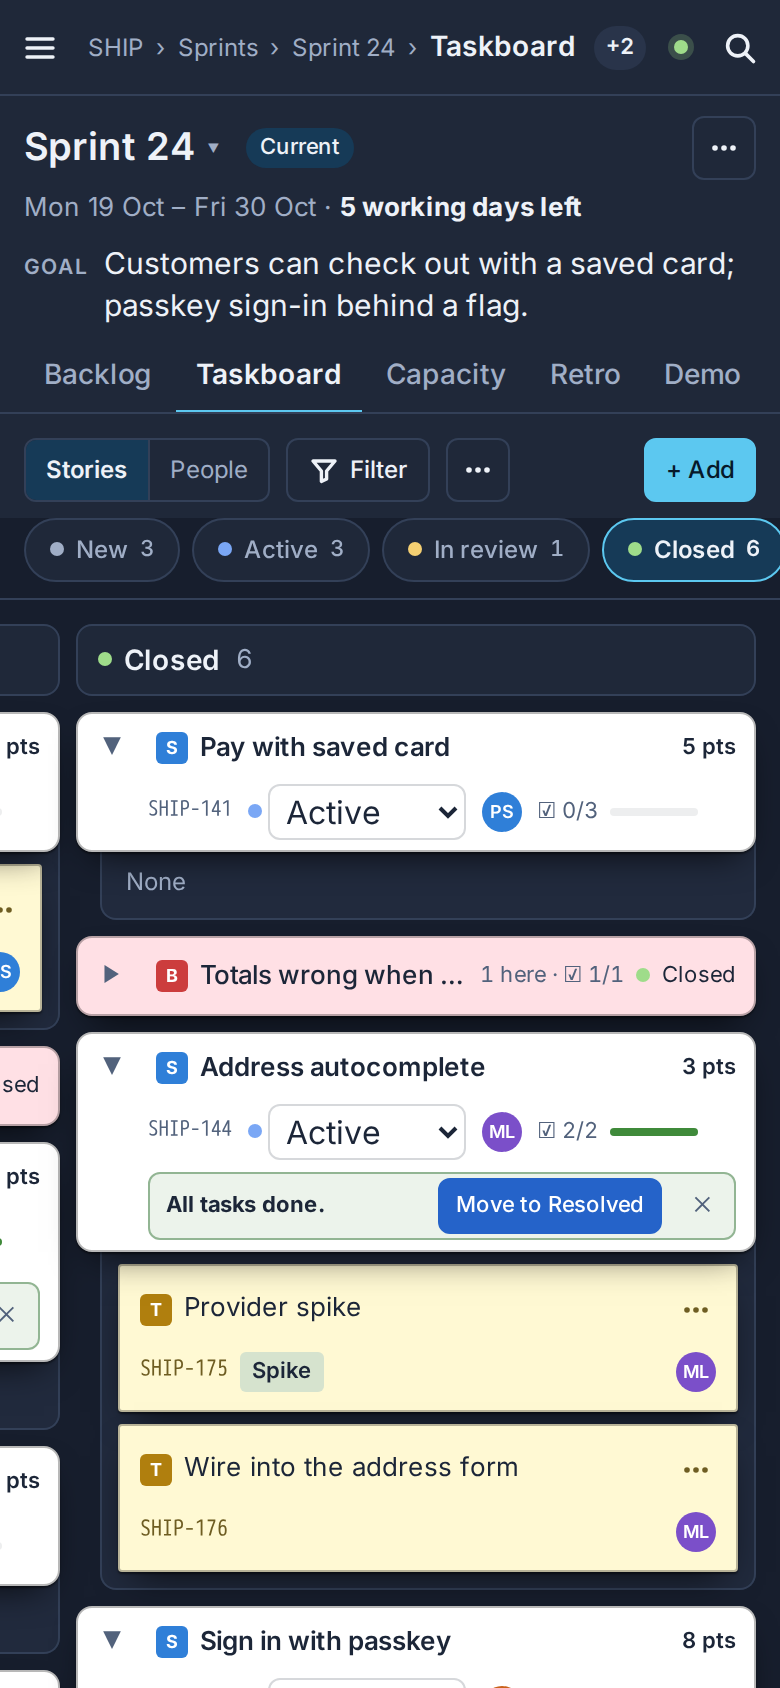 SHIP › Sprints › Sprint 24 › Taskboard +2
Sprint 24 ▾ Current
Mon 19 Oct – Fri 30 Oct · 5 working days left
GOAL Customers can check out with a saved card;
passkey sign-in behind a flag.
Backlog Taskboard Capacity Retro Demo
Stories People Filter ••• + Add
New 3 Active 3 In review 1 Closed 6
Closed 6
pts
S Pay with saved card 5 pts
SHIP-141 Active PS ☑ 0/3
None
S
B Totals wrong when ... 1 here · ☑ 1/1 Closed
sed
S Address autocomplete 3 pts
pts
SHIP-144 Active ML ☑ 2/2
All tasks done. Move to Resolved ×
T Provider spike •••
SHIP-175 Spike ML
T Wire into the address form •••
pts
SHIP-176 ML
S Sign in with passkey 8 pts